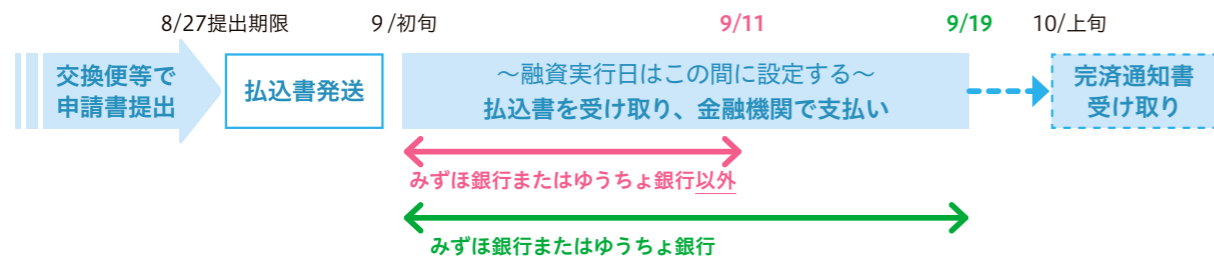 8/27提出期限
9/初旬
9/11
9/19
10/上旬
交換便等で
申請書提出
払込書発送
～融資実行日はこの間に設定する～
払込書を受け取り、金融機関で支払い
完済通知書
受け取り
みずほ銀行またはゆうちょ銀行以外
みずほ銀行またはゆうちょ銀行